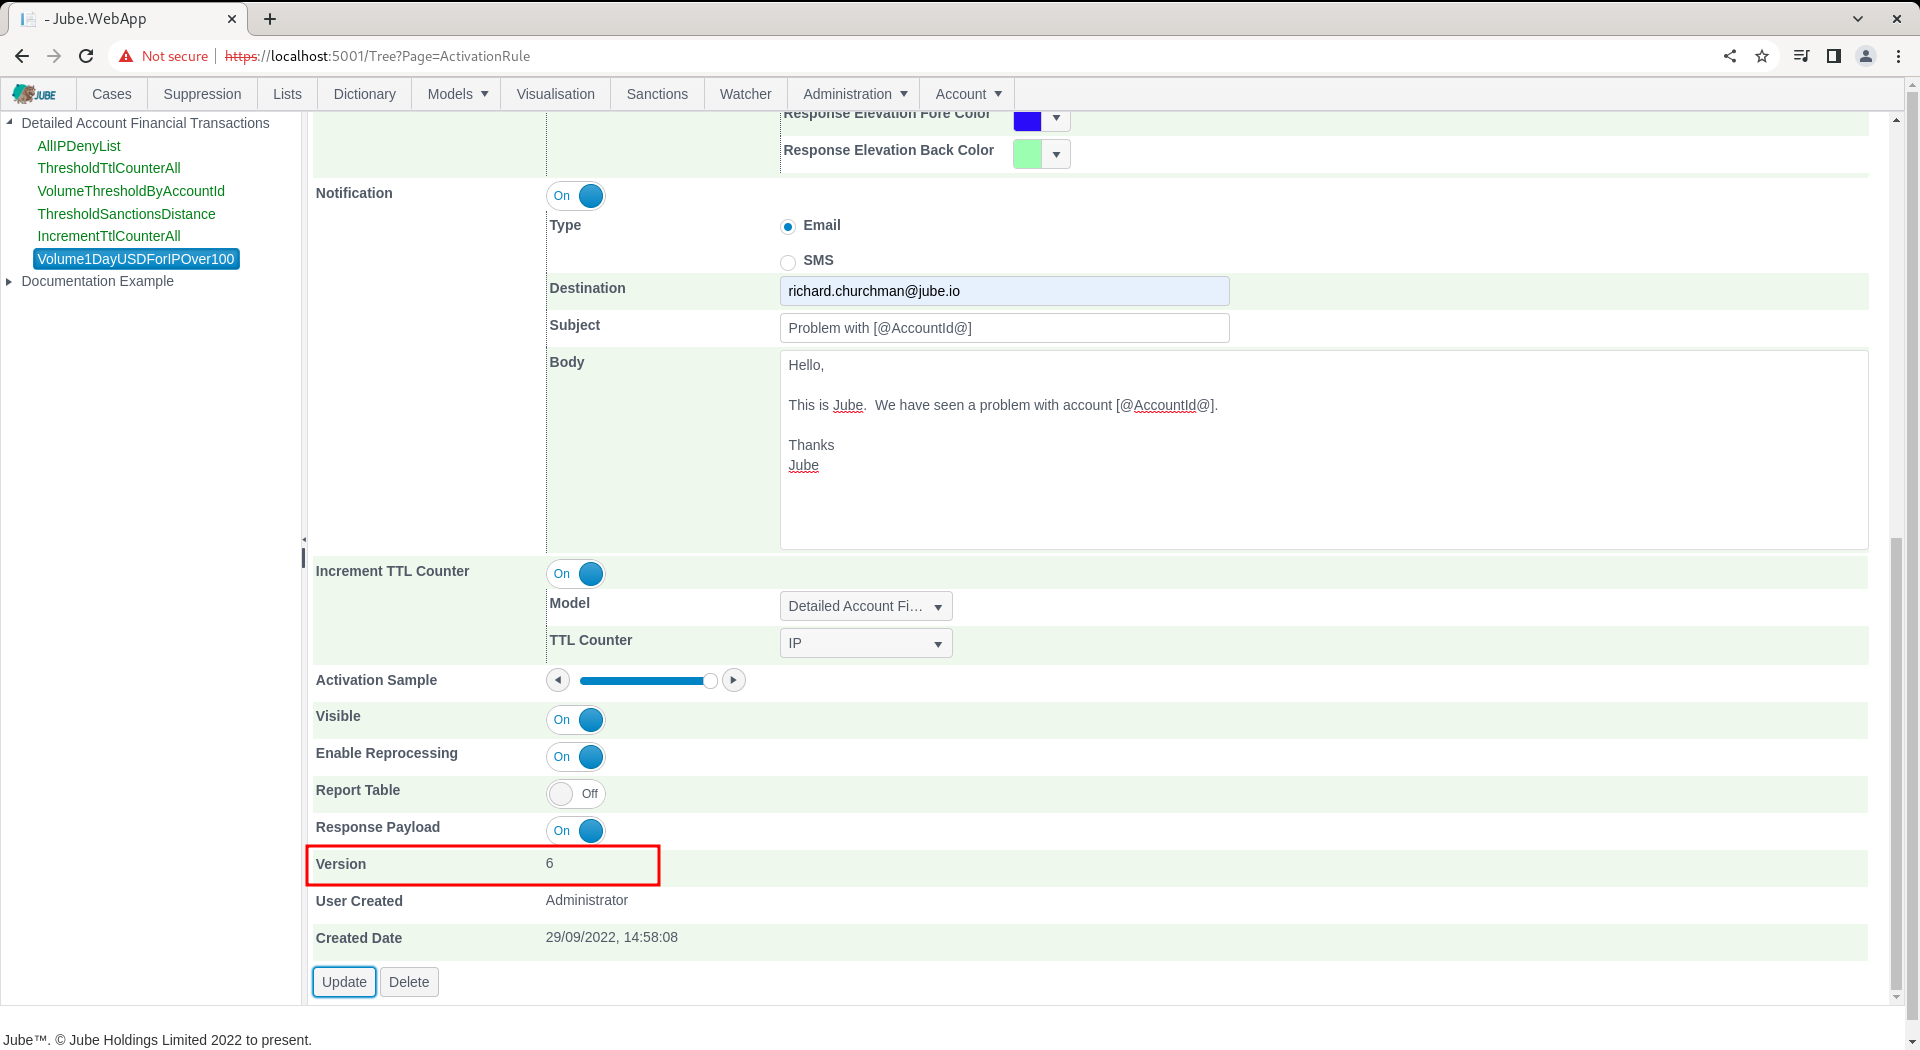 - Jube.WebApp
Not secure https://localhost:5001/Tree?Page=ActivationRule
JUBE Cases Suppression Lists Dictionary Models Visualisation Sanctions Watcher Administration Account
Detailed Account Financial Transactions
AllIPDenyList
ThresholdTtlCounterAll
VolumeThresholdByAccountId
ThresholdSanctionsDistance
IncrementTtlCounterAll
Volume1DayUSDForIPOver100
Documentation Example
Response Elevation Fore Color
Response Elevation Back Color
Notification On
Type Email
SMS
Destination richard.churchman@jube.io
Subject Problem with [@AccountId@]
Body Hello,
This is Jube.  We have seen a problem with account [@AccountId@].
Thanks
Jube
Increment TTL Counter On
Model Detailed Account Fi...
TTL Counter IP
Activation Sample
Visible On
Enable Reprocessing On
Report Table Off
Response Payload On
Version 6
User Created Administrator
Created Date 29/09/2022, 14:58:08
Update Delete
Jube™. © Jube Holdings Limited 2022 to present.